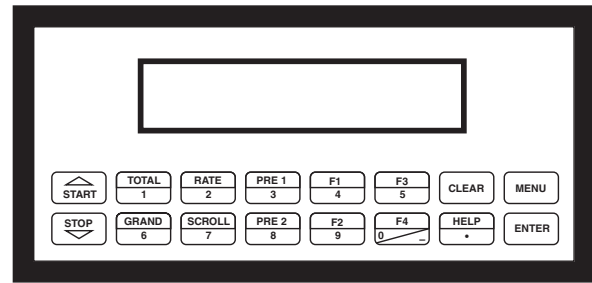 START
TOTAL
1
RATE
2
PRE 1
3
F1
4
F3
5
CLEAR
MENU
STOP
GRAND
6
SCROLL
7
PRE 2
8
F2
9
F4
0 –
HELP
•
ENTER